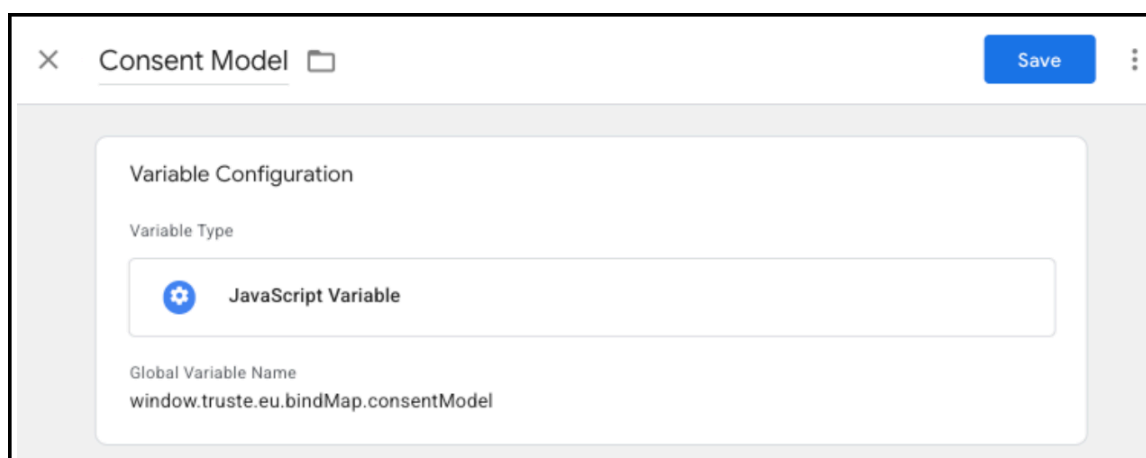 Consent Model
Save
Variable Configuration
Variable Type
JavaScript Variable
Global Variable Name
window.truste.eu.bindMap.consentModel